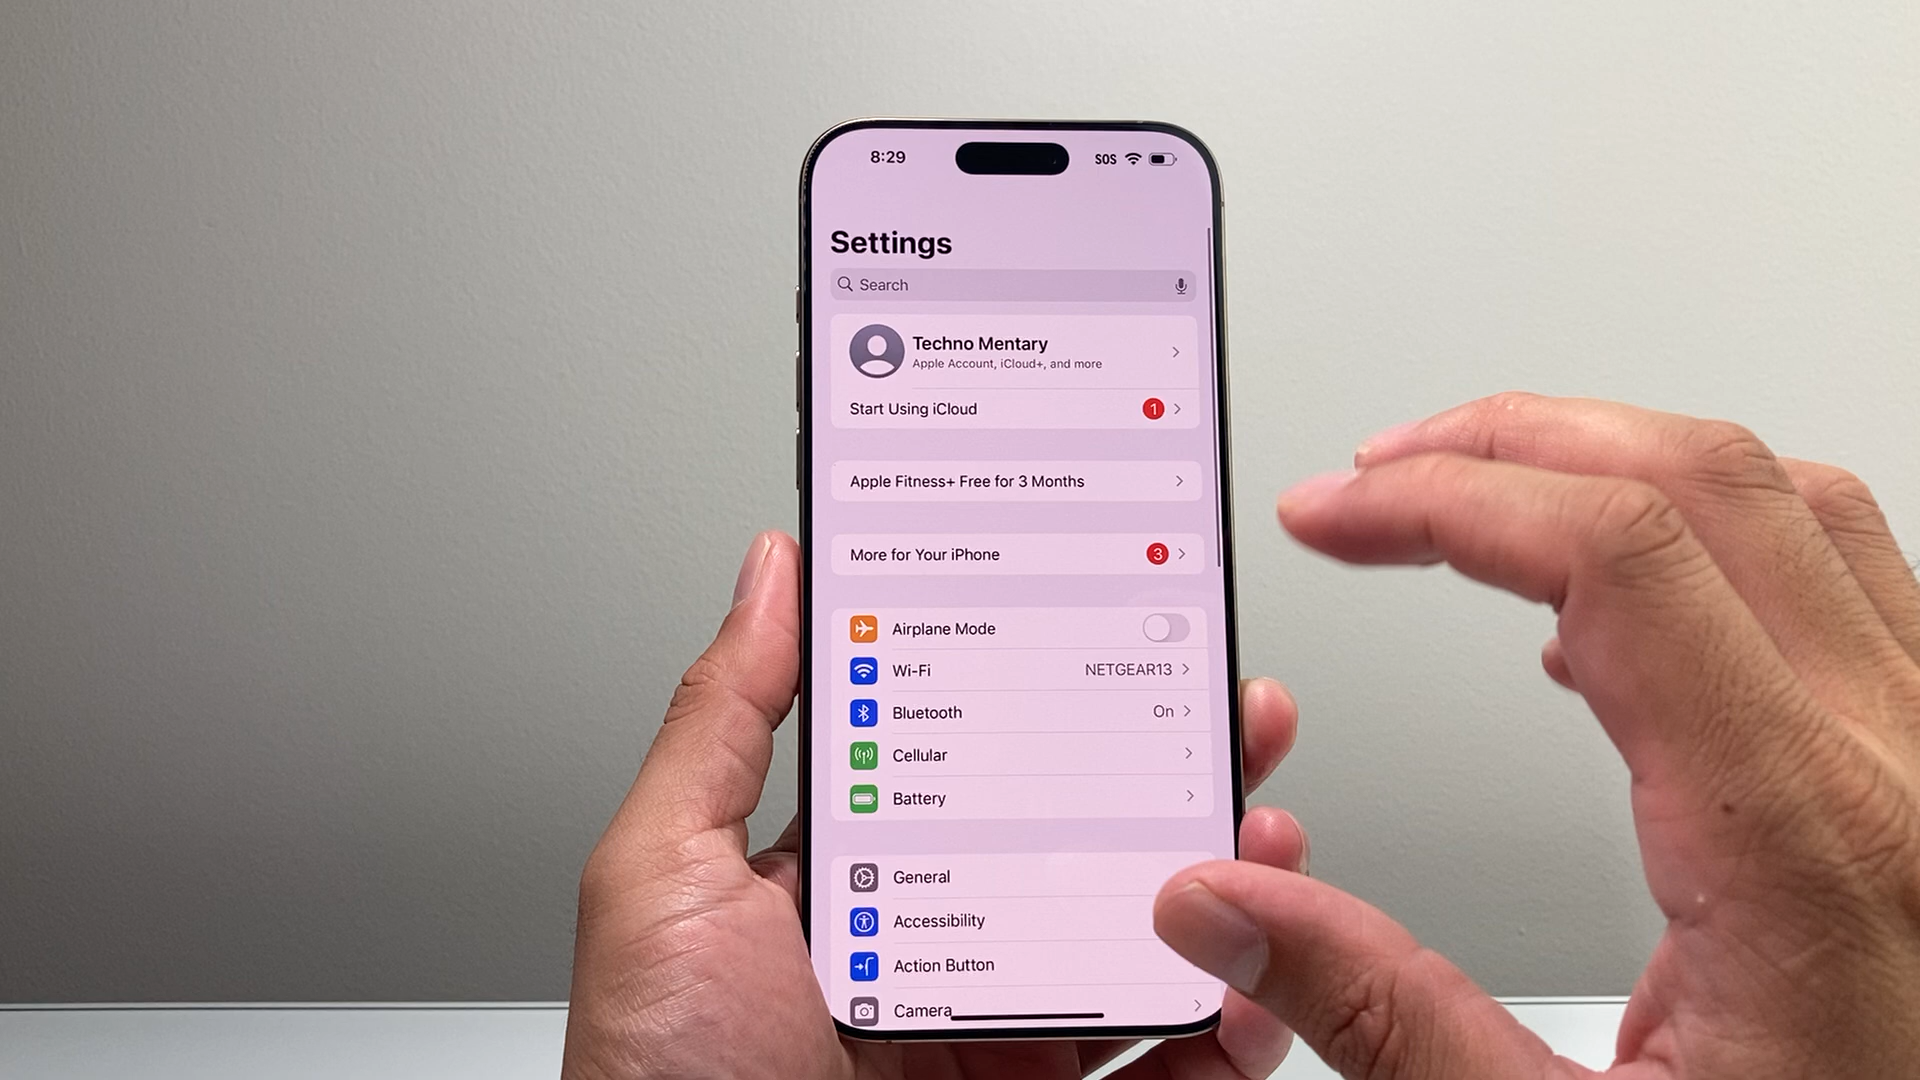 8:29
SOS
Settings
Search
Techno Mentary
Apple Account, iCloud+, and more
Start Using iCloud 1
Apple Fitness+ Free for 3 Months
More for Your iPhone 3
Airplane Mode
Wi-Fi NETGEAR13
Bluetooth On
Cellular
Battery
General
Accessibility
Action Button
Camera